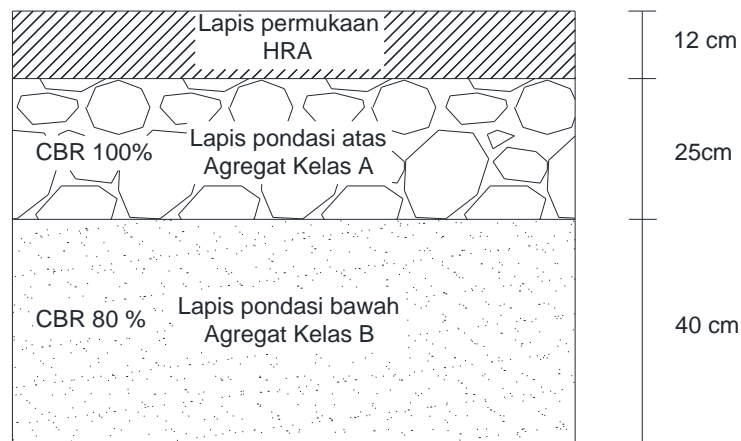 Lapis permukaan
HRA
12 cm
CBR 100%
Lapis pondasi atas
Agregat Kelas A
25cm
CBR 80 %
Lapis pondasi bawah
Agregat Kelas B
40 cm